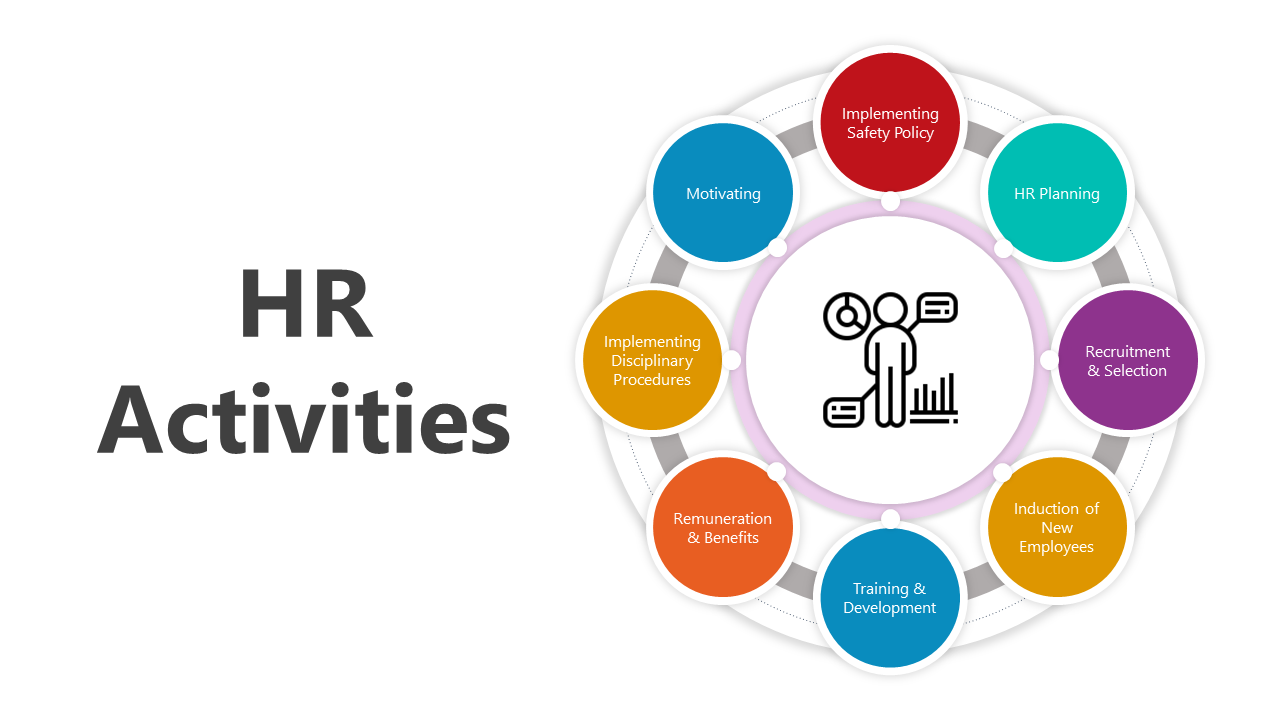 HR
Activities
Implementing
Safety Policy
HR Planning
Recruitment
& Selection
Induction of
New
Employees
Training &
Development
Remuneration
& Benefits
Implementing
Disciplinary
Procedures
Motivating